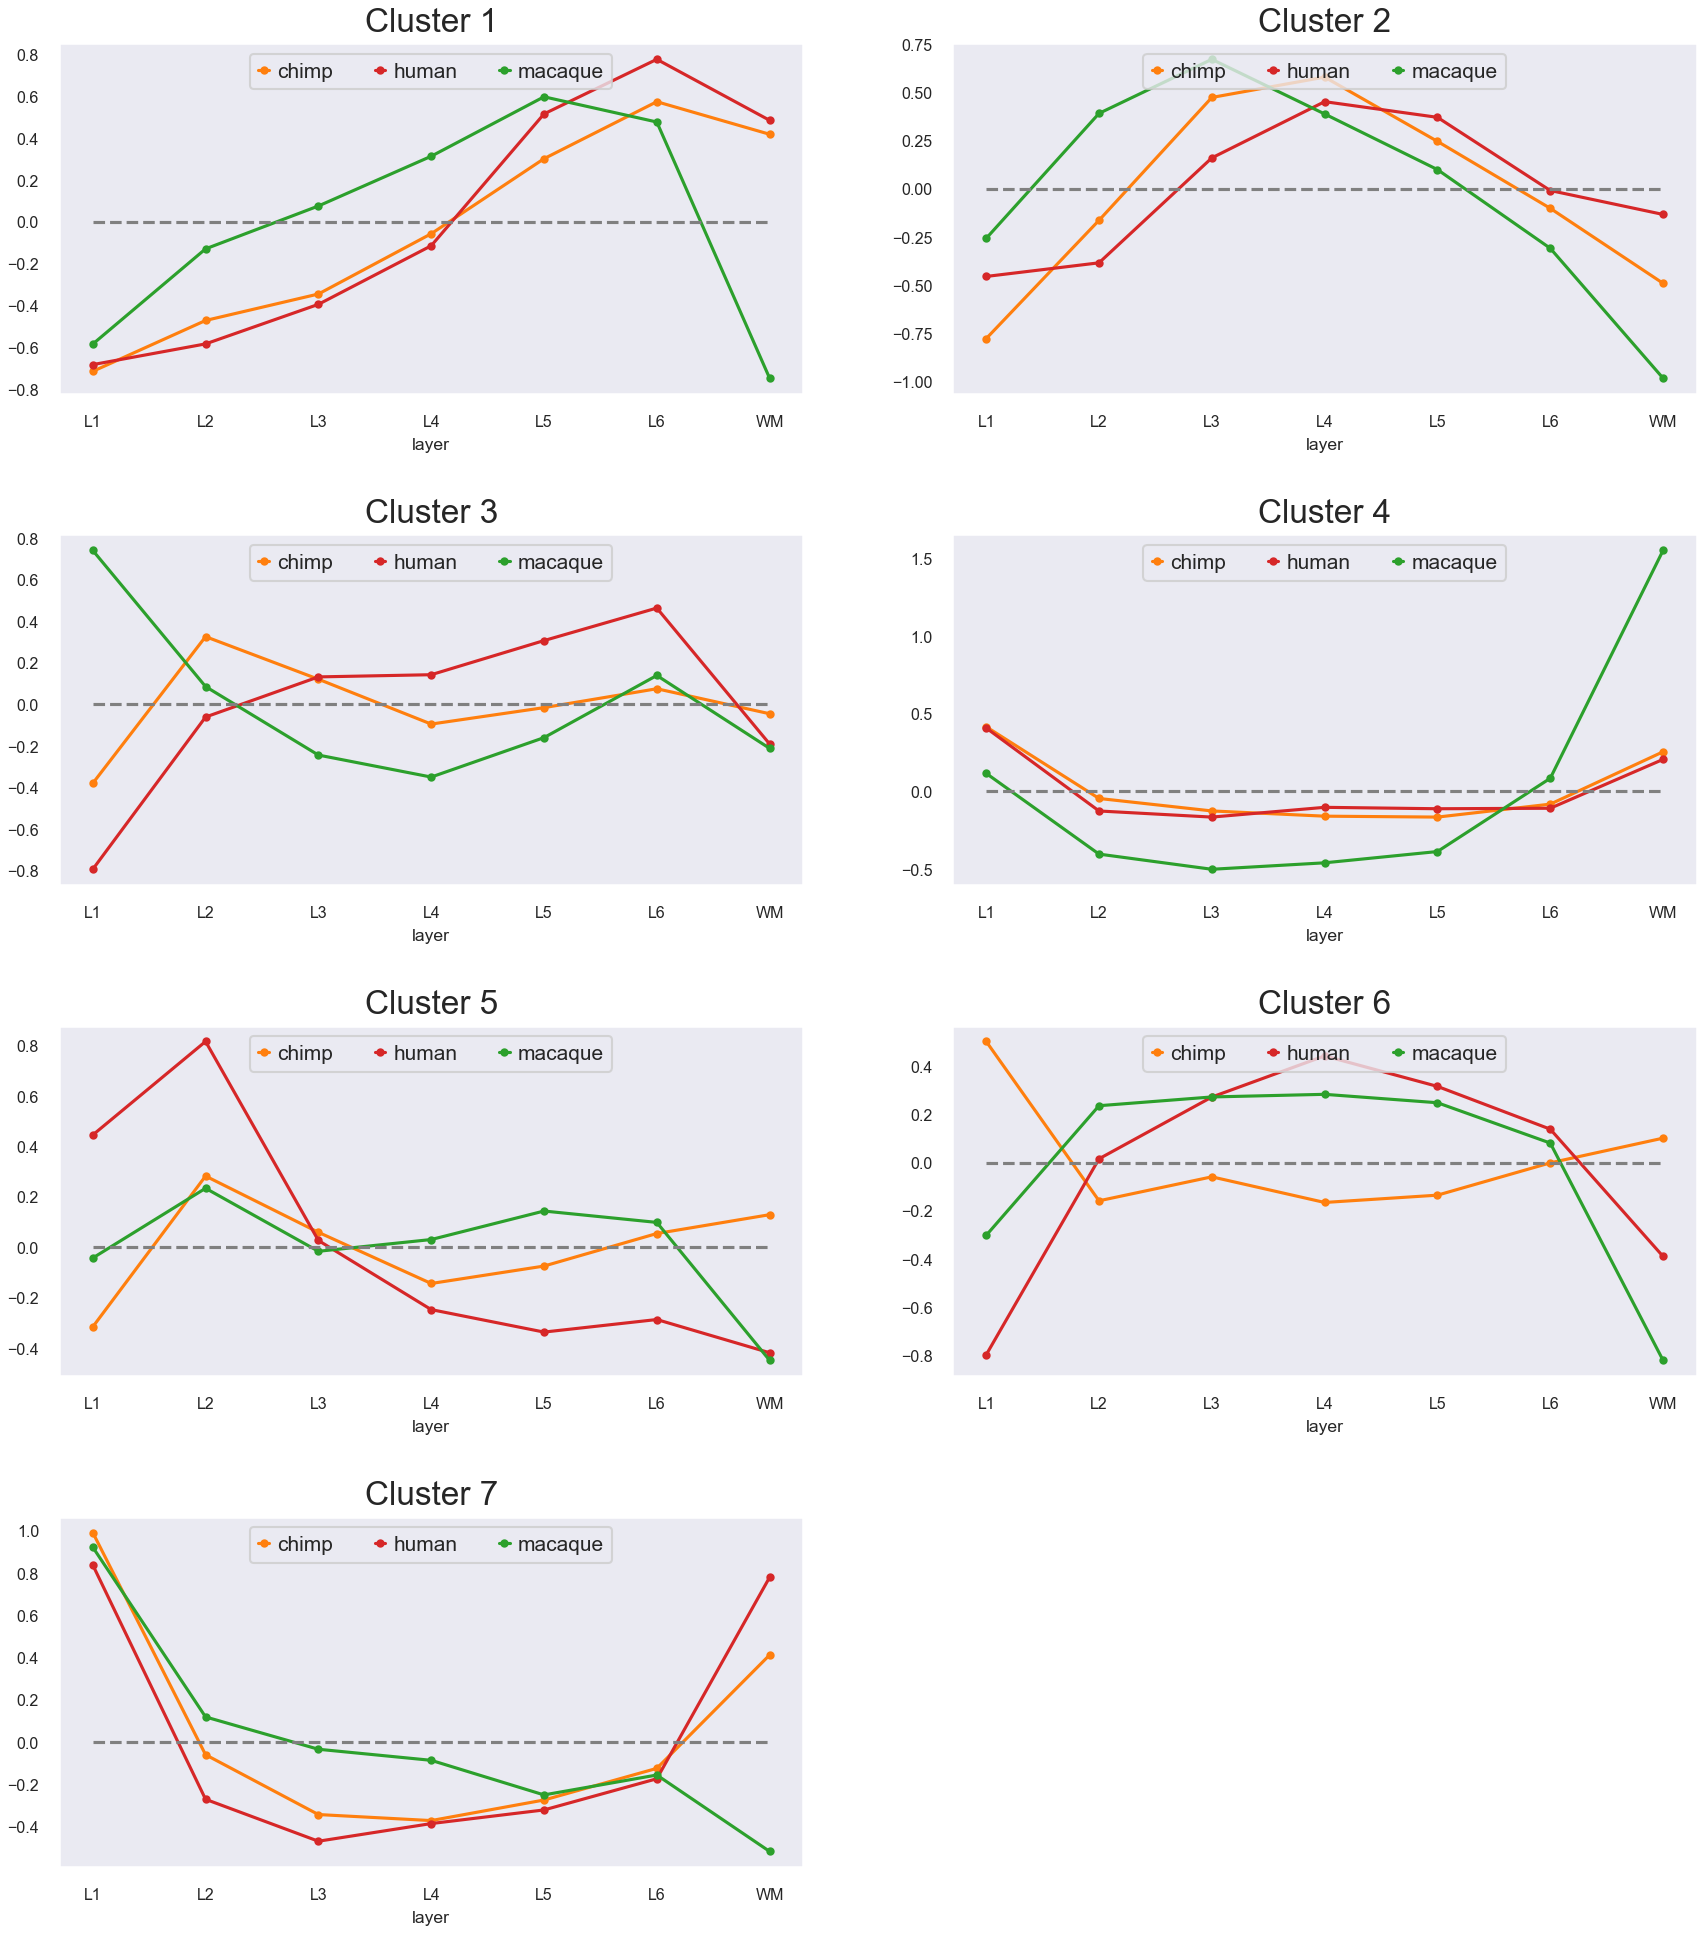 Cluster 1
chimp human macaque
0.8
0.6
0.4
0.2
0.0
−0.2
−0.4
−0.6
−0.8
L1 L2 L3 L4 L5 L6 WM
layer
Cluster 2
chimp human macaque
0.75
0.50
0.25
0.00
−0.25
−0.50
−0.75
−1.00
L1 L2 L3 L4 L5 L6 WM
layer
Cluster 3
chimp human macaque
0.8
0.6
0.4
0.2
0.0
−0.2
−0.4
−0.6
−0.8
L1 L2 L3 L4 L5 L6 WM
layer
Cluster 4
chimp human macaque
1.5
1.0
0.5
0.0
−0.5
L1 L2 L3 L4 L5 L6 WM
layer
Cluster 5
chimp human macaque
0.8
0.6
0.4
0.2
0.0
−0.2
−0.4
L1 L2 L3 L4 L5 L6 WM
layer
Cluster 6
chimp human macaque
0.4
0.2
0.0
−0.2
−0.4
−0.6
−0.8
L1 L2 L3 L4 L5 L6 WM
layer
Cluster 7
chimp human macaque
1.0
0.8
0.6
0.4
0.2
0.0
−0.2
−0.4
L1 L2 L3 L4 L5 L6 WM
layer